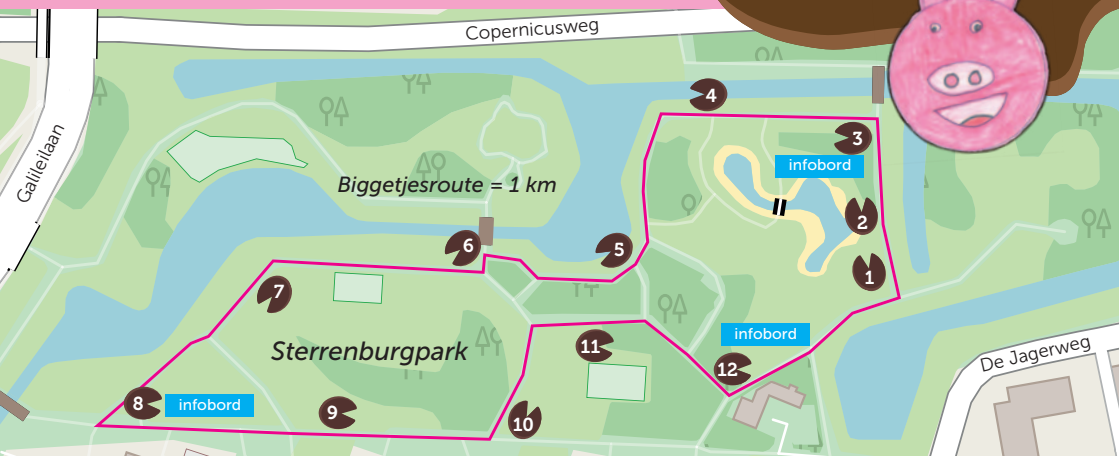 Copernicusweg
Galileilaan
4
3
infobord
Biggetjesroute = 1 km
2
6
5
1
7
infobord
Sterrenburgpark
11
12
8
infobord
9
10
De Jagerweg